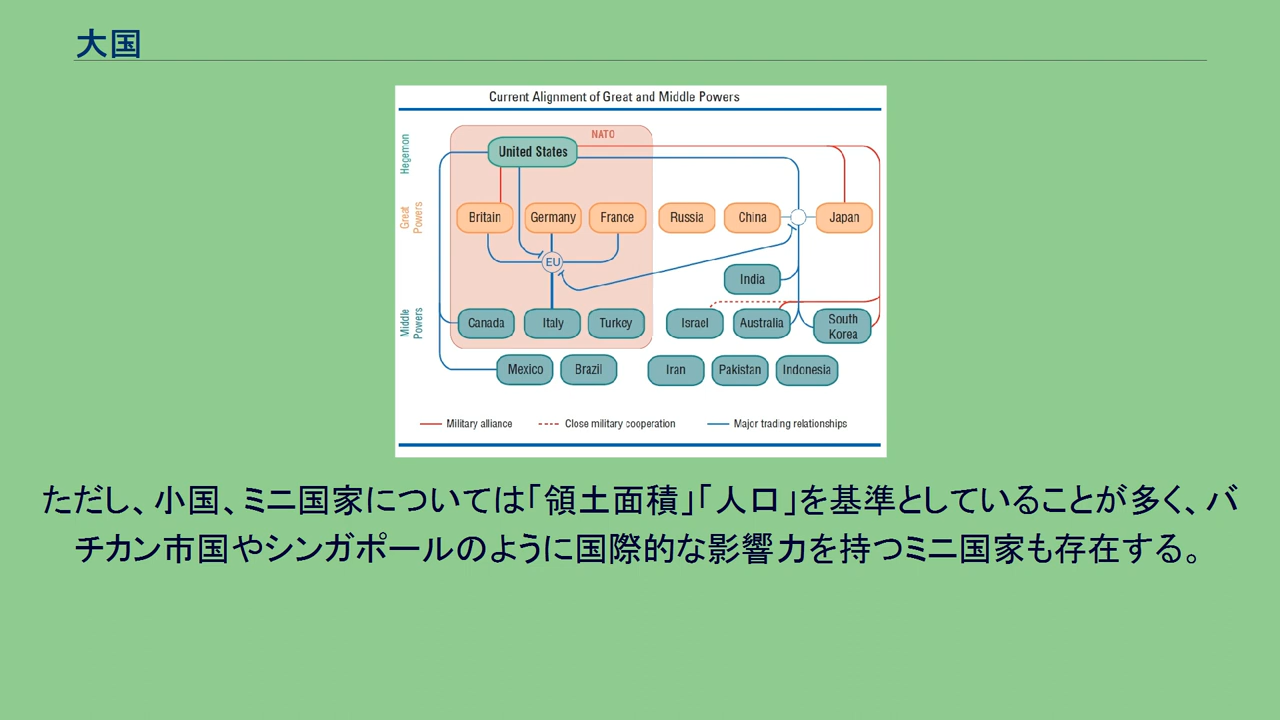 大国
Current Alignment of Great and Middle Powers
Hegemon
NATO
United States
Great
Powers
Britain
Germany
France
Russia
China
Japan
EU
India
Middle
Powers
Canada
Italy
Turkey
Israel
Australia
South
Korea
Mexico
Brazil
Iran
Pakistan
Indonesia
Military alliance
Close military cooperation
Major trading relationships
ただし、小国、ミニ国家については「領土面積」「人口」を基準としていることが多く、バ
チカン市国やシンガポールのように国際的な影響力を持つミニ国家も存在する。